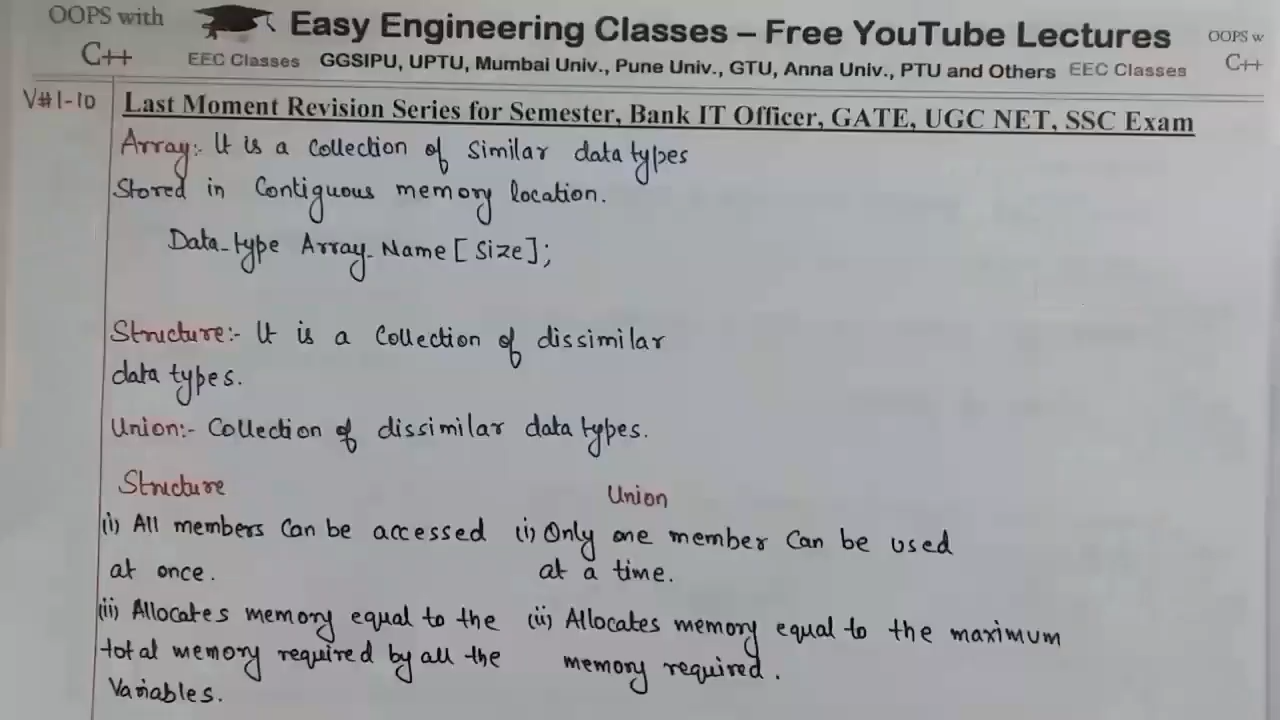 OOPS with
C++
Easy Engineering Classes – Free YouTube Lectures
EEC Classes GGSIPU, UPTU, Mumbai Univ., Pune Univ., GTU, Anna Univ., PTU and Others EEC Classes
OOPS w
C++
V#1-10
Last Moment Revision Series for Semester, Bank IT Officer, GATE, UGC NET, SSC Exam
Array:- It is a collection of similar data types
Stored in Contiguous memory location.
Data_type Array_Name [Size];
Structure:- It is a Collection of dissimilar
data types.
Union:- Collection of dissimilar data types.
Structure
Union
(i) All members Can be accessed
at once.
(i) Only one member Can be used
at a time.
(ii) Allocates memory equal to the
total memory required by all the
Variables.
(ii) Allocates memory equal to the maximum
memory required.